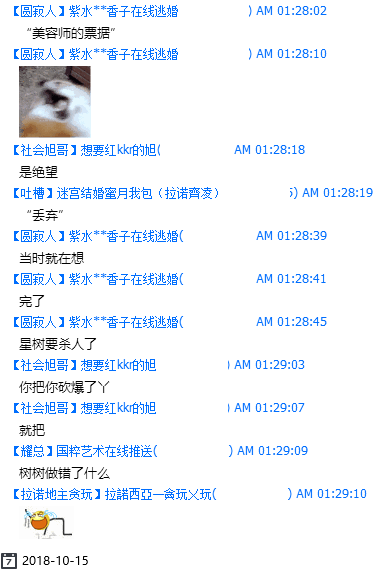 【圆寂人】紫水**香子在线逃婚 ) AM 01:28:02
“美容师的票据”
【圆寂人】紫水**香子在线逃婚 ) AM 01:28:10
【社会旭哥】想要红kkr的旭( AM 01:28:18
是绝望
【吐槽】迷宫结婚蜜月我包（拉诺齊凌） 5) AM 01:28:19
“丢弃”
【圆寂人】紫水**香子在线逃婚( AM 01:28:39
当时就在想
【圆寂人】紫水**香子在线逃婚( AM 01:28:41
完了
【圆寂人】紫水**香子在线逃婚( AM 01:28:45
星树要杀人了
【社会旭哥】想要红kkr的旭 ) AM 01:29:03
你把你砍爆了丫
【社会旭哥】想要红kkr的旭 ) AM 01:29:07
就把
【耀总】国粹艺术在线推送( ) AM 01:29:09
树树做错了什么
【拉诺地主贪玩】拉諾西亞一貪玩乂玩( ) AM 01:29:10
7 2018-10-15